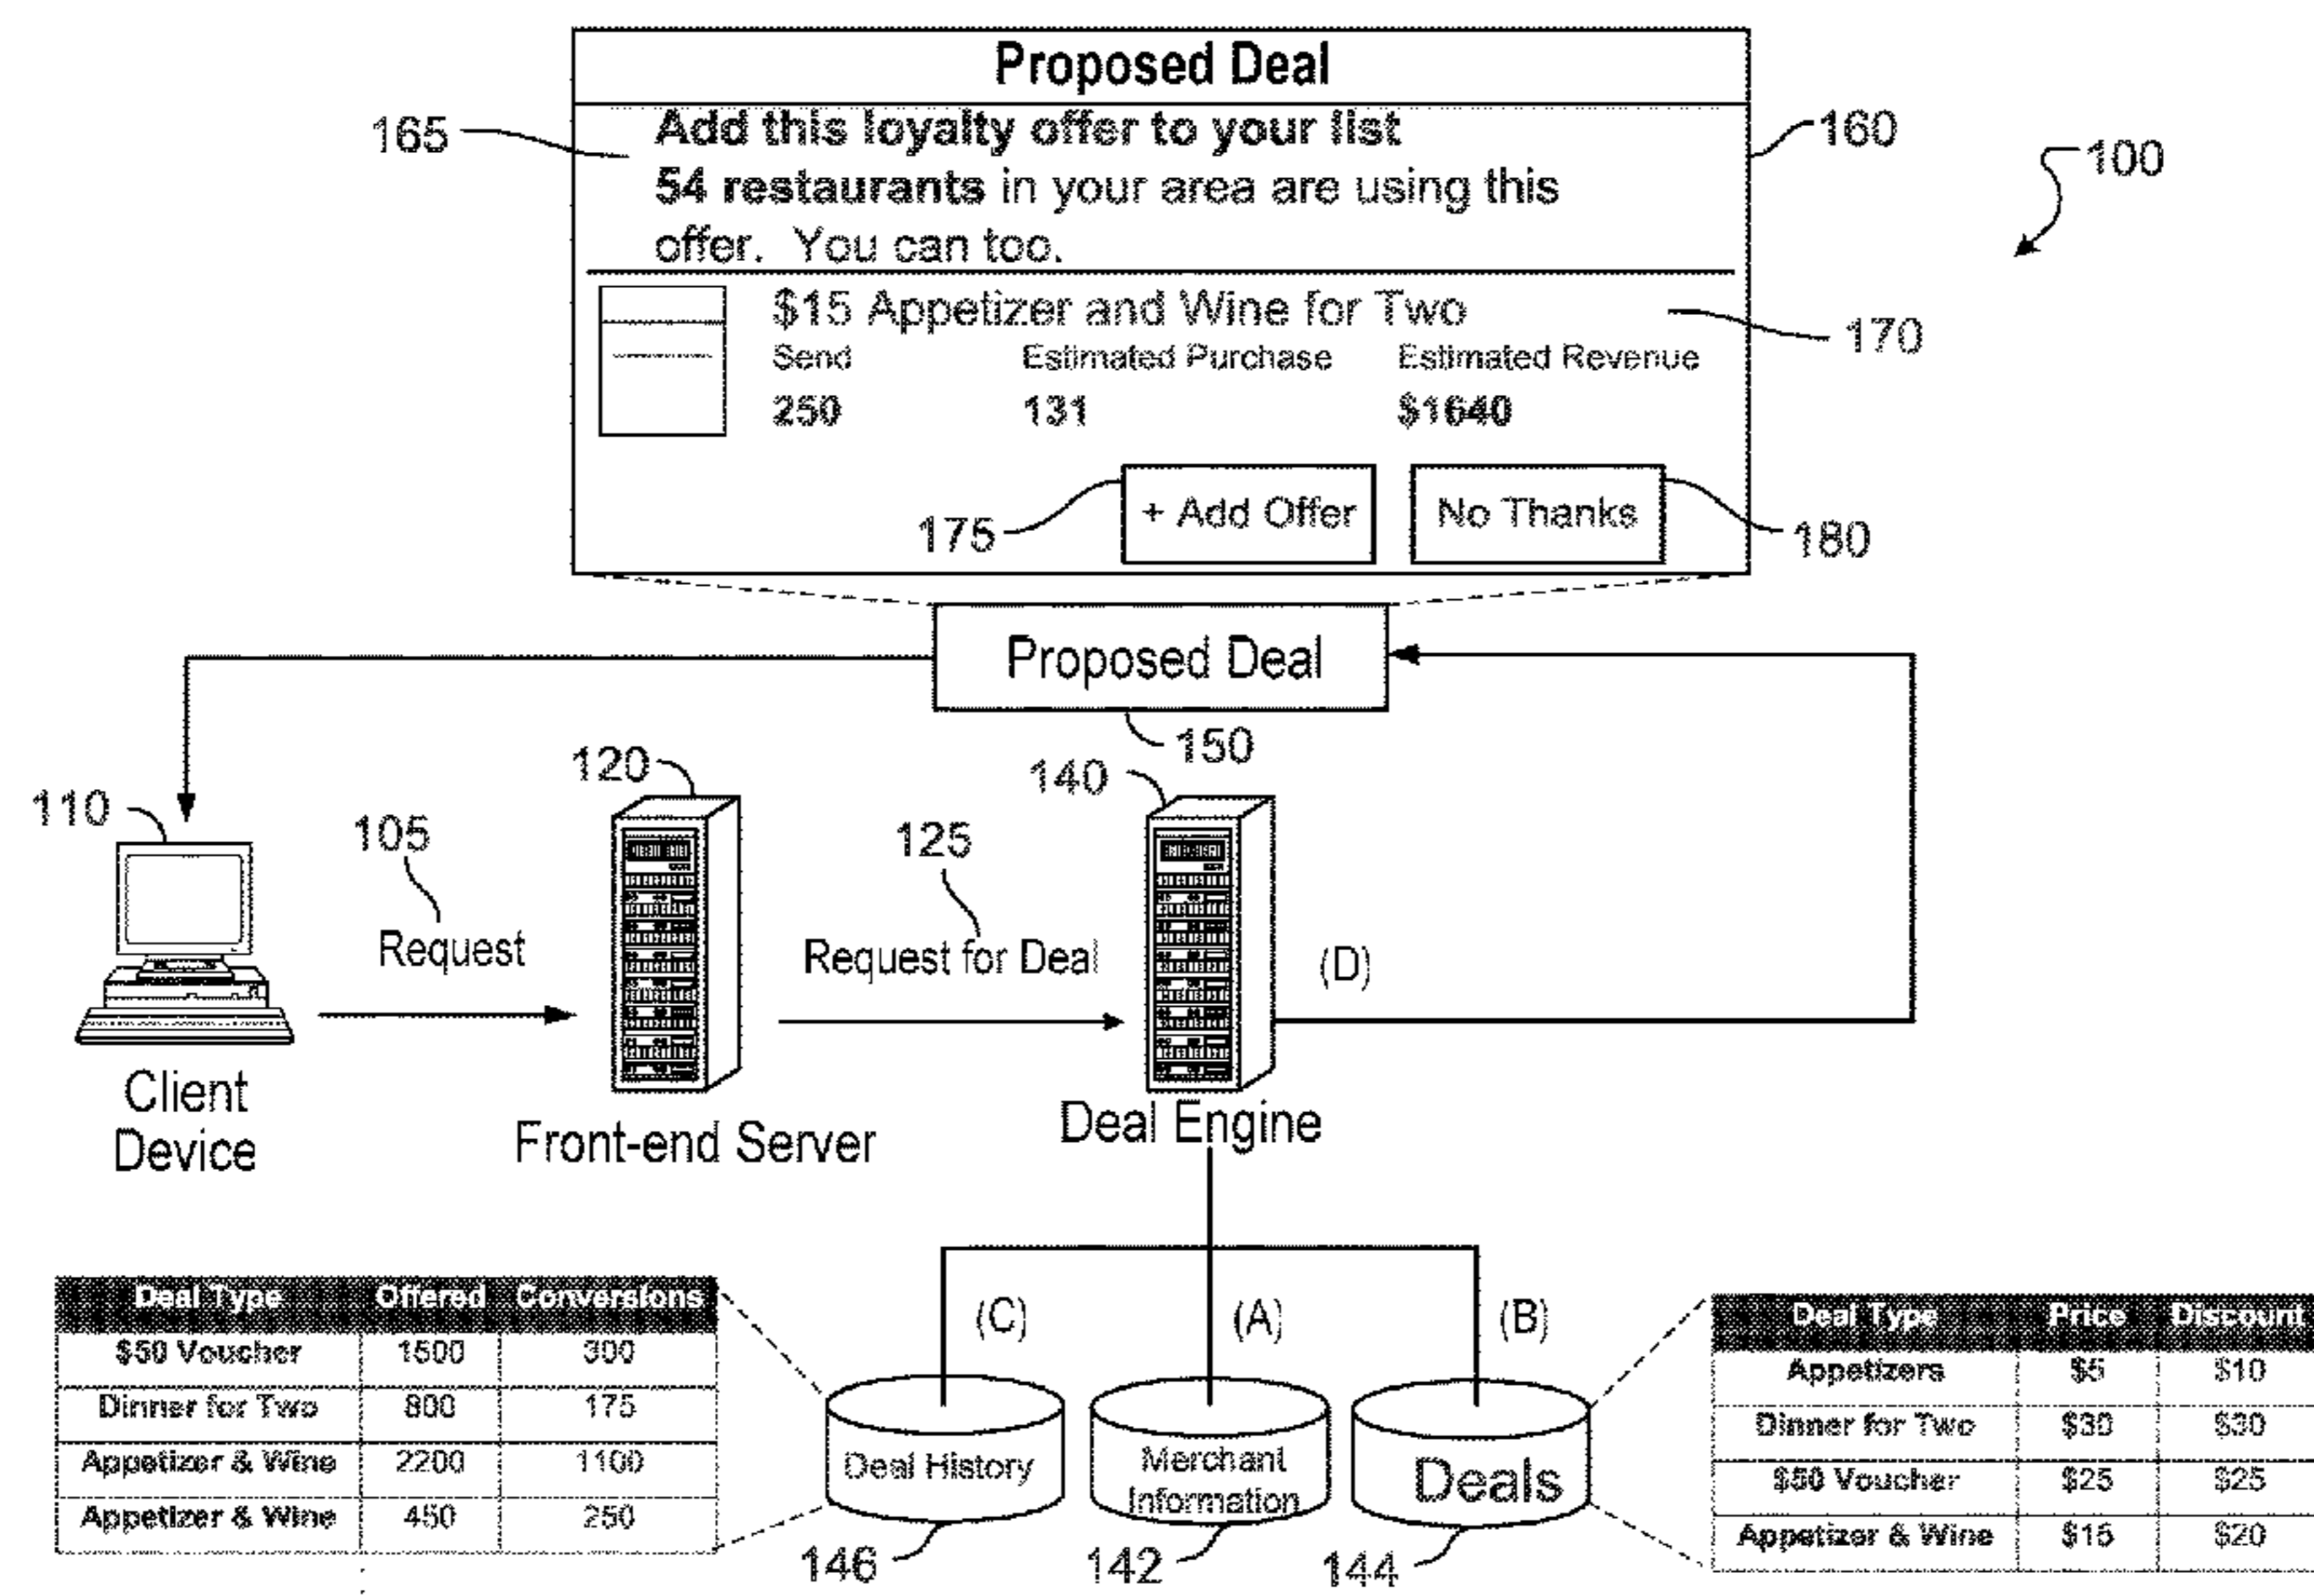 Proposed Deal
165
Add this loyalty offer to your list
160
100
54 restaurants in your area are using this
offer. You can too.
$15 Appetizer and Wine for Two
170
Send Estimated Purchase Estimated Revenue
250 131 $1640
175
+ Add Offer
No Thanks
180
Proposed Deal
150
110
120
140
105
125
Request
Request for Deal
(D)
Client
Device
Front-end Server
Deal Engine
(C)
(A)
(B)
Deal Type Offered Conversions
$50 Voucher 1500 300
Dinner for Two 800 175
Appetizer & Wine 2200 1100
Appetizer & Wine 450 250
Deal History
Merchant
Information
Deals
Deal Type Price Discount
Appetizers $5 $10
Dinner for Two $30 $30
$50 Voucher $25 $25
Appetizer & Wine $15 $20
146
142
144